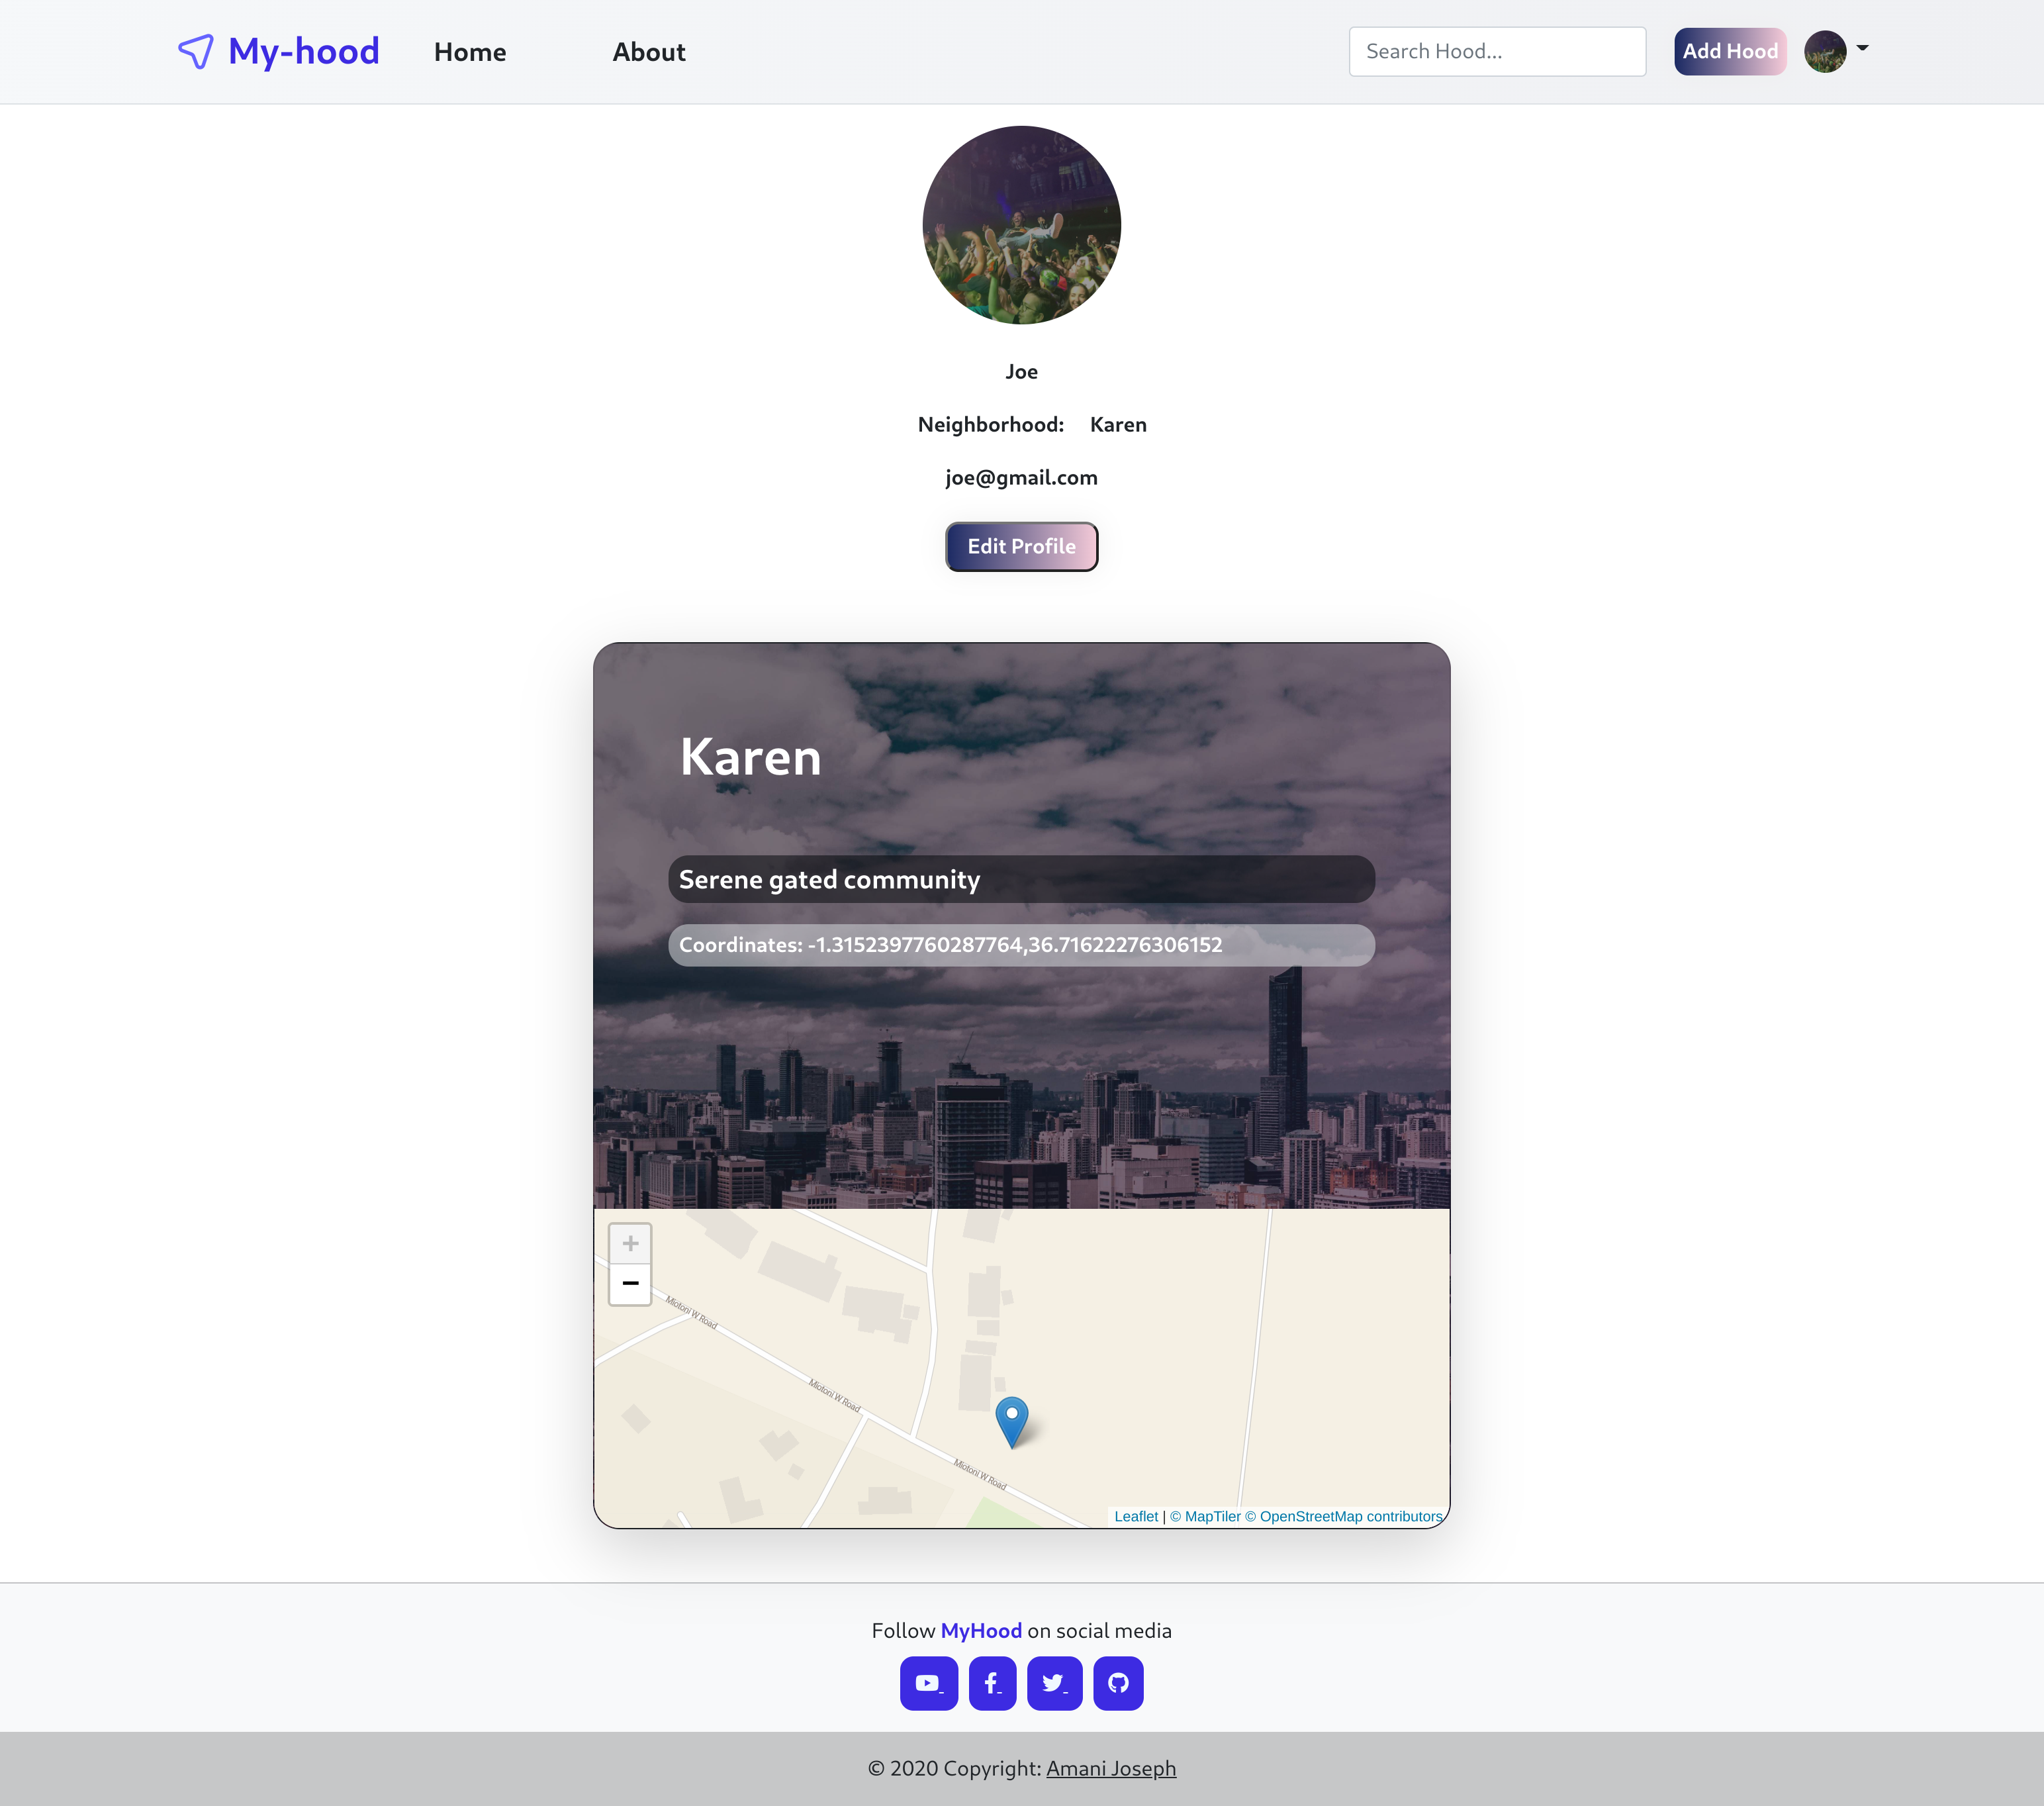 My-hood
Home
About
Search Hood...
Add Hood
Joe
Neighborhood: Karen
joe@gmail.com
Edit Profile
Karen
Serene gated community
Coordinates: -1.3152397760287764,36.71622276306152
+
−
Miotoni W Road
Miotoni W Road
Miotoni W Road
Leaflet | © MapTiler © OpenStreetMap contributors
Follow MyHood on social media
© 2020 Copyright: Amani Joseph